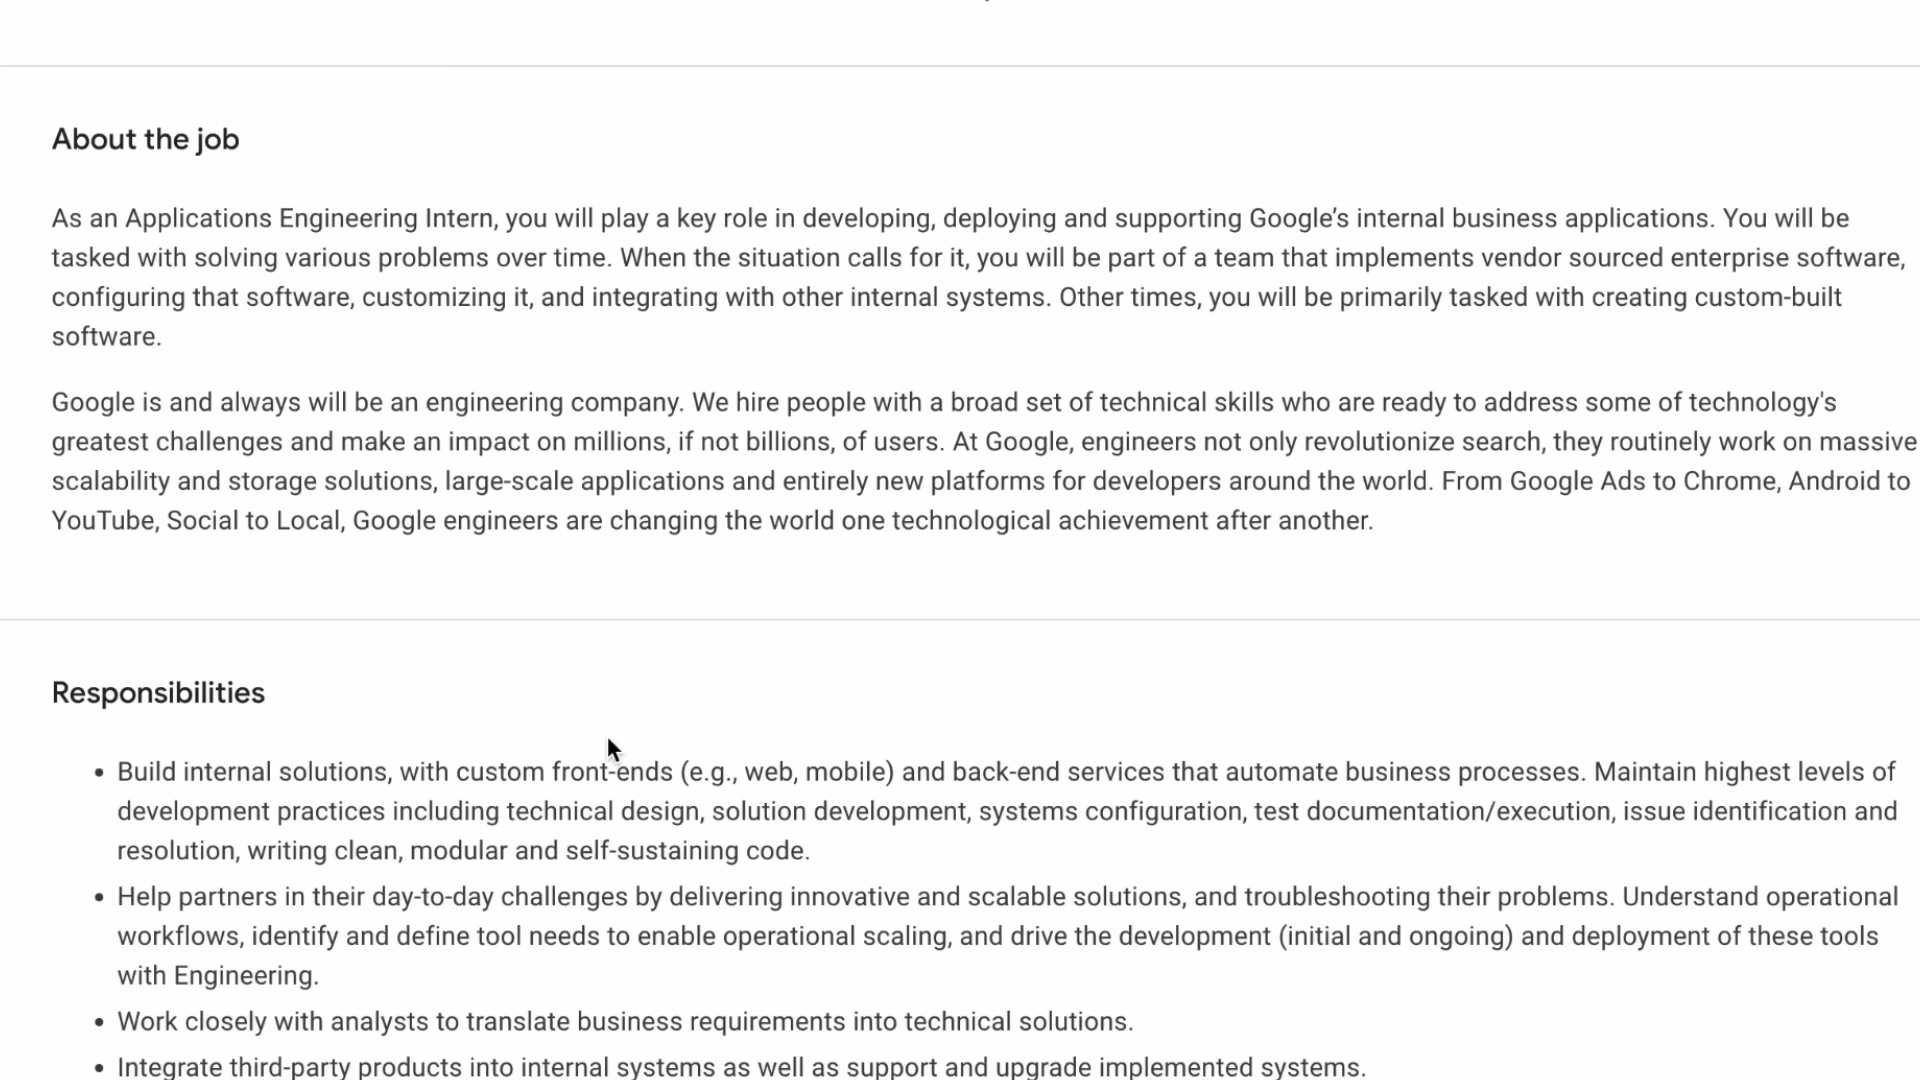 About the job
As an Applications Engineering Intern, you will play a key role in developing, deploying and supporting Google’s internal business applications. You will be
tasked with solving various problems over time. When the situation calls for it, you will be part of a team that implements vendor sourced enterprise software,
configuring that software, customizing it, and integrating with other internal systems. Other times, you will be primarily tasked with creating custom-built
software.
Google is and always will be an engineering company. We hire people with a broad set of technical skills who are ready to address some of technology's
greatest challenges and make an impact on millions, if not billions, of users. At Google, engineers not only revolutionize search, they routinely work on massive
scalability and storage solutions, large-scale applications and entirely new platforms for developers around the world. From Google Ads to Chrome, Android to
YouTube, Social to Local, Google engineers are changing the world one technological achievement after another.
Responsibilities
• Build internal solutions, with custom front-ends (e.g., web, mobile) and back-end services that automate business processes. Maintain highest levels of
development practices including technical design, solution development, systems configuration, test documentation/execution, issue identification and
resolution, writing clean, modular and self-sustaining code.
• Help partners in their day-to-day challenges by delivering innovative and scalable solutions, and troubleshooting their problems. Understand operational
workflows, identify and define tool needs to enable operational scaling, and drive the development (initial and ongoing) and deployment of these tools
with Engineering.
• Work closely with analysts to translate business requirements into technical solutions.
• Integrate third-party products into internal systems as well as support and upgrade implemented systems.